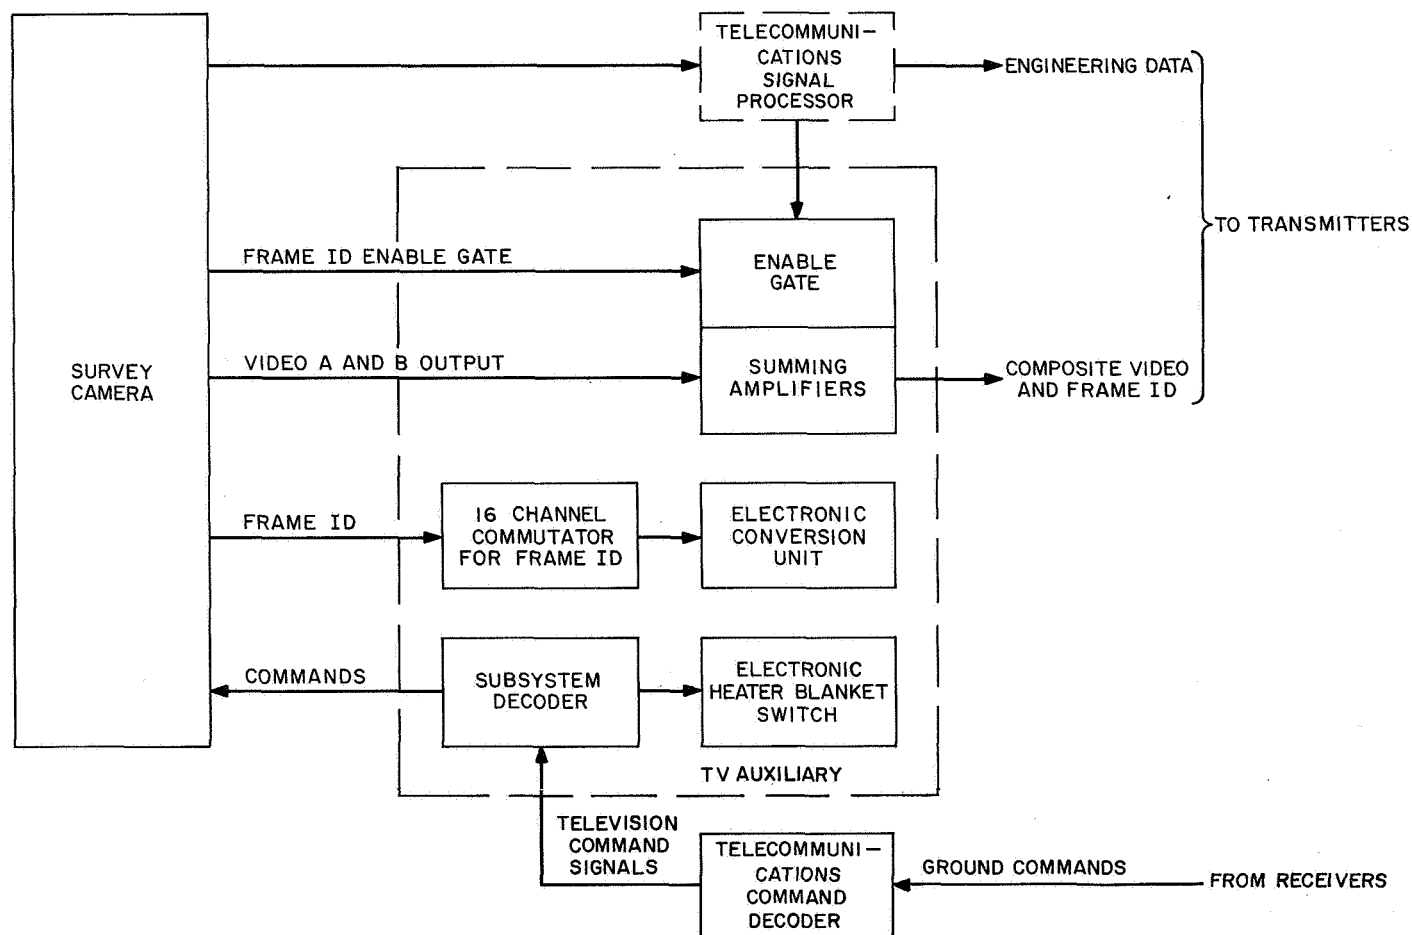 TELECOMMUNI-
CATIONS
SIGNAL
PROCESSOR
ENGINEERING DATA
TO TRANSMITTERS
FRAME ID ENABLE GATE
ENABLE
GATE
SURVEY
CAMERA
VIDEO A AND B OUTPUT
SUMMING
AMPLIFIERS
COMPOSITE VIDEO
AND FRAME ID
FRAME ID
16 CHANNEL
COMMUTATOR
FOR FRAME ID
ELECTRONIC
CONVERSION
UNIT
COMMANDS
SUBSYSTEM
DECODER
ELECTRONIC
HEATER BLANKET
SWITCH
TV AUXILIARY
TELEVISION
COMMAND
SIGNALS
TELECOMMUNI-
CATIONS
COMMAND
DECODER
GROUND COMMANDS
FROM RECEIVERS